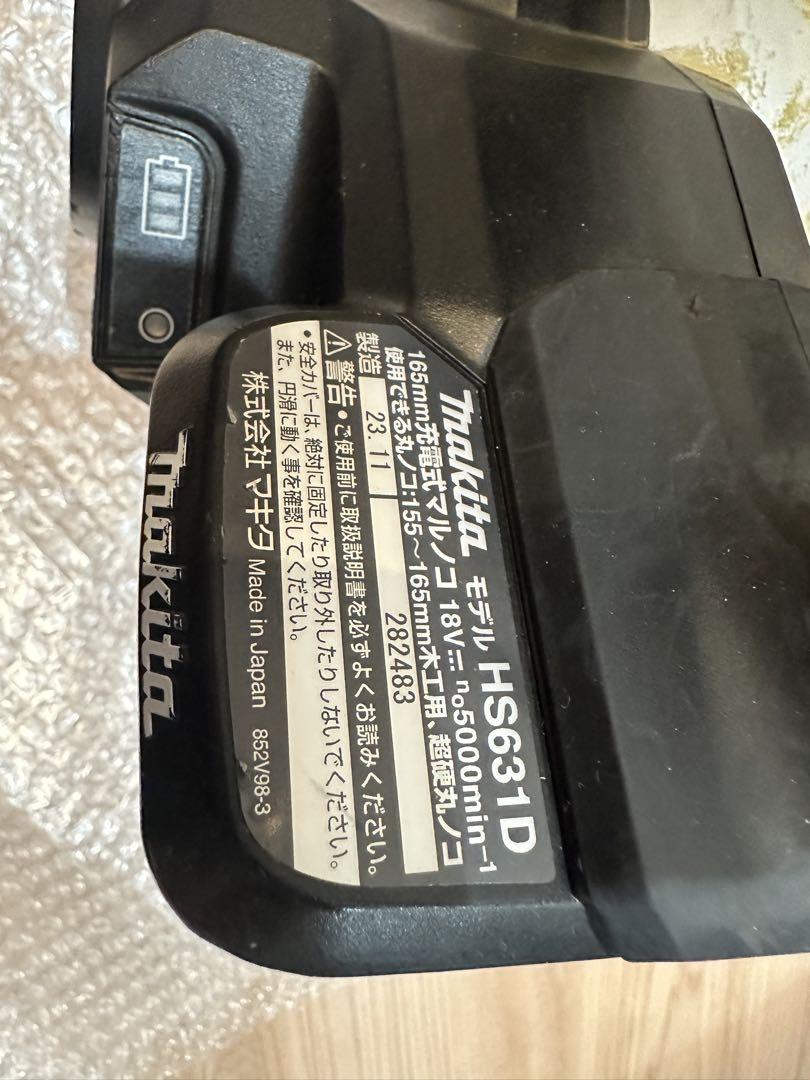 makita モデル HS631D
165mm充電式マルノコ 18V⎓ n₀5000min⁻¹
使用できる丸ノコ:155~165mm木工用、超硬丸ノコ
製造 23.11 282483
⚠警告 • ご使用前に取扱説明書を必ずよくお読みください。
• 安全カバーは、絶対に固定したり取り外したりしないでください。
また、円滑に動く事を確認してください。
株式会社 マキタ Made in Japan 852V98-3
makita